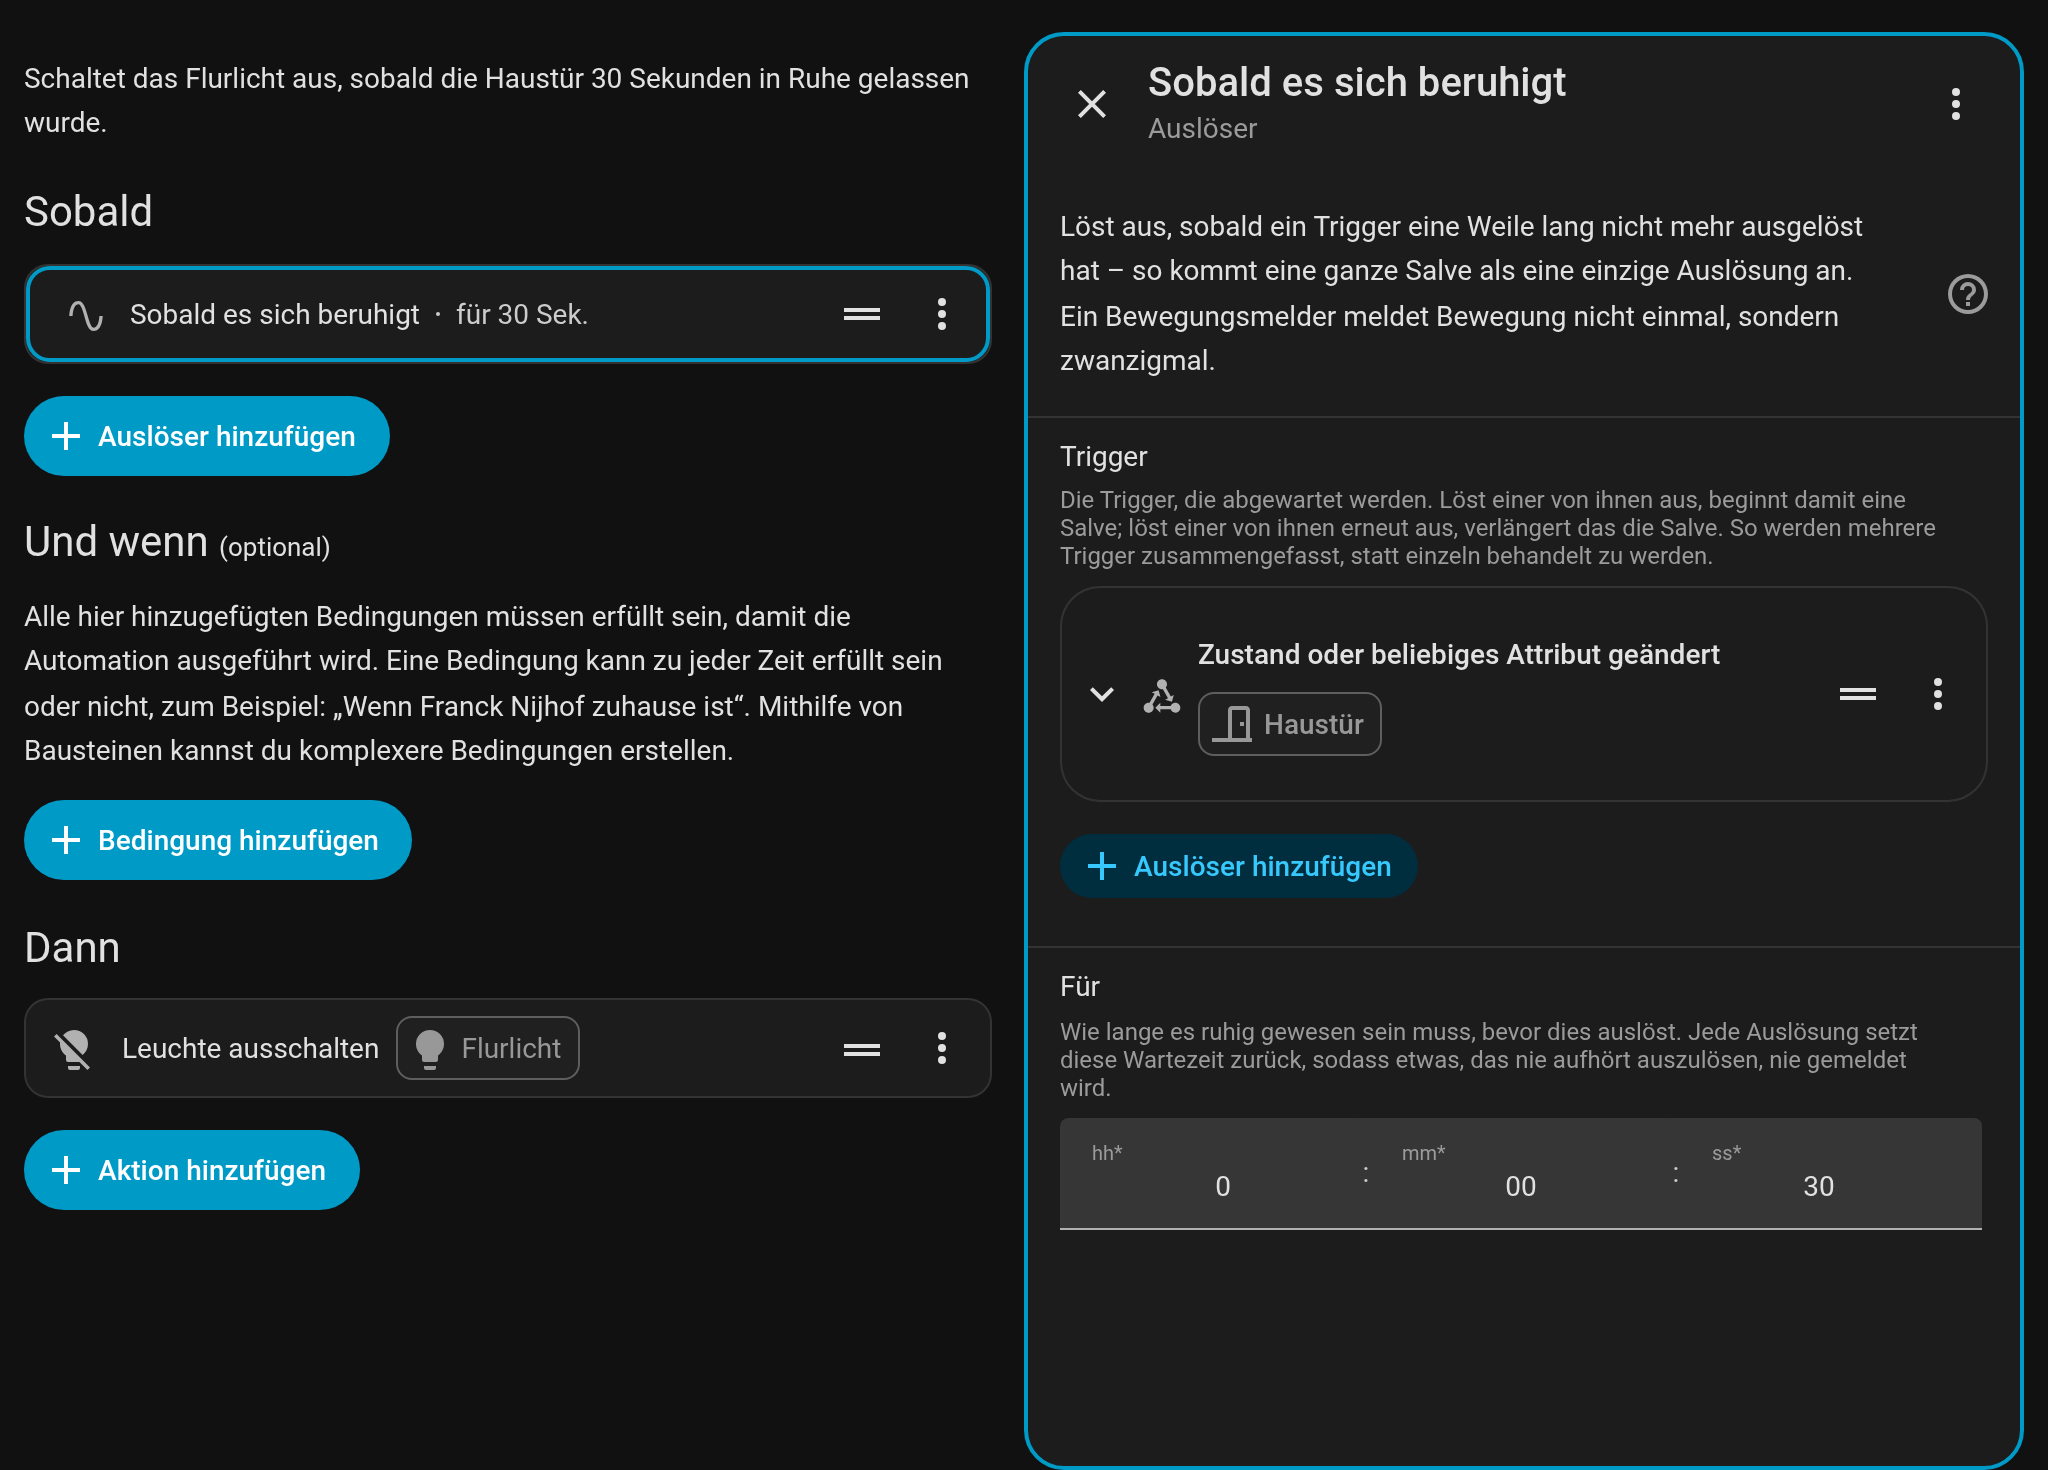 Schaltet das Flurlicht aus, sobald die Haustür 30 Sekunden in Ruhe gelassen
wurde.
Sobald
Sobald es sich beruhigt · für 30 Sek.
Auslöser hinzufügen
Und wenn (optional)
Alle hier hinzugefügten Bedingungen müssen erfüllt sein, damit die
Automation ausgeführt wird. Eine Bedingung kann zu jeder Zeit erfüllt sein
oder nicht, zum Beispiel: „Wenn Franck Nijhof zuhause ist“. Mithilfe von
Bausteinen kannst du komplexere Bedingungen erstellen.
Bedingung hinzufügen
Dann
Leuchte ausschalten Flurlicht
Aktion hinzufügen
Sobald es sich beruhigt
Auslöser
Löst aus, sobald ein Trigger eine Weile lang nicht mehr ausgelöst
hat – so kommt eine ganze Salve als eine einzige Auslösung an.
Ein Bewegungsmelder meldet Bewegung nicht einmal, sondern
zwanzigmal.
Trigger
Die Trigger, die abgewartet werden. Löst einer von ihnen aus, beginnt damit eine
Salve; löst einer von ihnen erneut aus, verlängert das die Salve. So werden mehrere
Trigger zusammengefasst, statt einzeln behandelt zu werden.
Zustand oder beliebiges Attribut geändert
Haustür
Auslöser hinzufügen
Für
Wie lange es ruhig gewesen sein muss, bevor dies auslöst. Jede Auslösung setzt
diese Wartezeit zurück, sodass etwas, das nie aufhört auszulösen, nie gemeldet
wird.
hh* mm* ss*
0 : 00 : 30